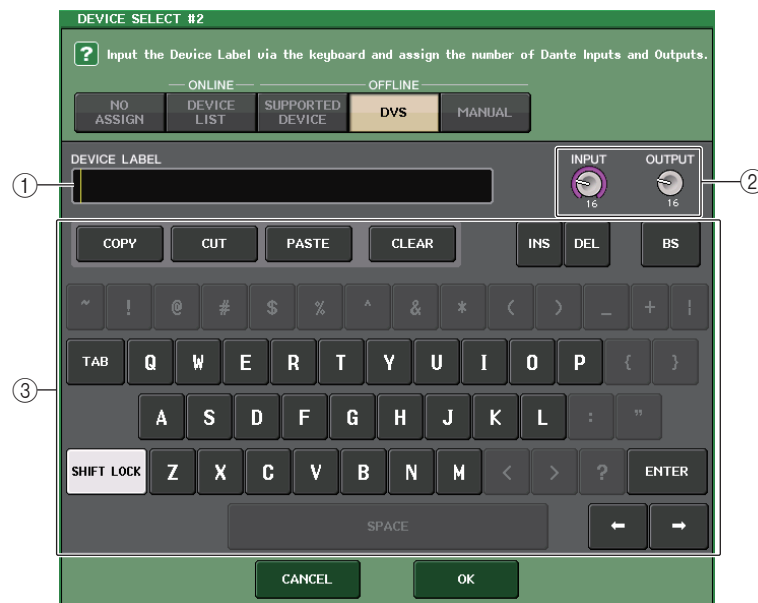 DEVICE SELECT #2
? Input the Device Label via the keyboard and assign the number of Dante Inputs and Outputs.
ONLINE OFFLINE
NO ASSIGN DEVICE LIST SUPPORTED DEVICE DVS MANUAL
DEVICE LABEL INPUT OUTPUT
① ②
16 16
COPY CUT PASTE CLEAR INS DEL BS
~ ! @ # $ % ^ & * ( ) _ + ¦
TAB Q W E R T Y U I O P { }
③
A S D F G H J K L : "
SHIFT LOCK Z X C V B N M < > ? ENTER
SPACE ← →
CANCEL OK